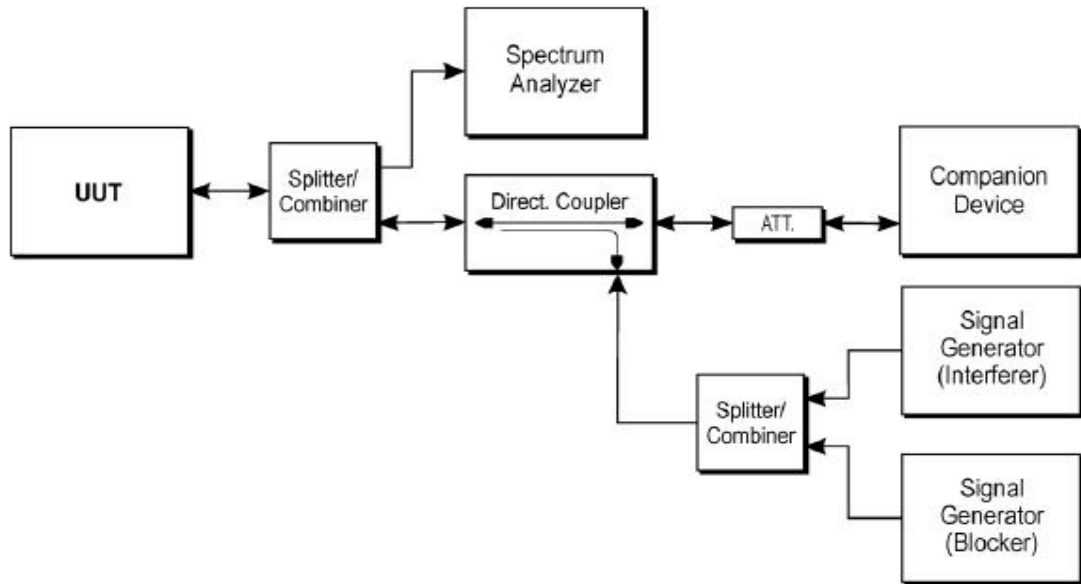 Spectrum
Analyzer
UUT
Splitter/
Combiner
Direct. Coupler
ATT.
Companion
Device
Signal
Generator
(Interferer)
Splitter/
Combiner
Signal
Generator
(Blocker)